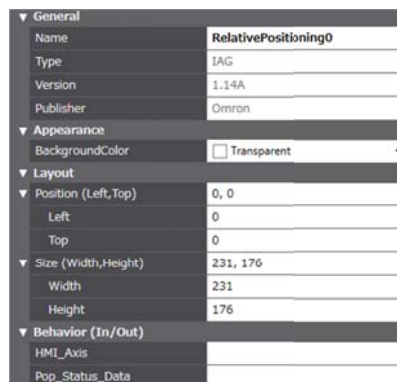 General
Name RelativePositioning0
Type IAG
Version 1.14A
Publisher Omron
Appearance
BackgroundColor Transparent
Layout
Position (Left,Top) 0, 0
Left 0
Top 0
Size (Width,Height) 231, 176
Width 231
Height 176
Behavior (In/Out)
HMI_Axis
Pop_Status_Data